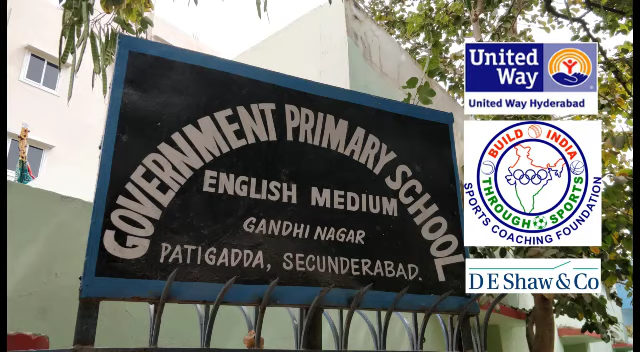 GOVERNMENT PRIMARY SCHOOL
ENGLISH MEDIUM
GANDHI NAGAR
PATIGADDA, SECUNDERABAD.
United Way
United Way Hyderabad
BUILD INDIA
THROUGH SPORTS
SPORTS COACHING FOUNDATION
D E Shaw & Co